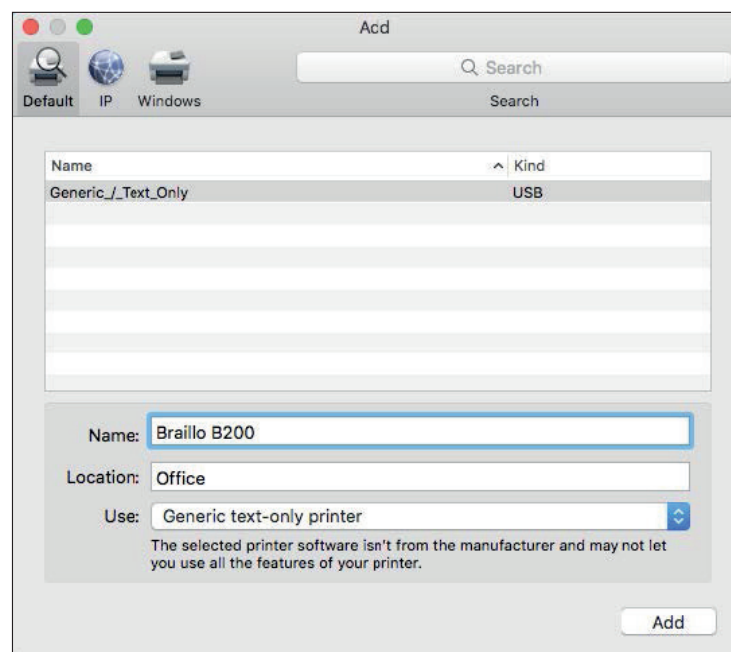 Add
Search
Default IP Windows Search
Name Kind
Generic_/_Text_Only USB
Name: Braillo B200
Location: Office
Use: Generic text-only printer
The selected printer software isn't from the manufacturer and may not let
you use all the features of your printer.
Add